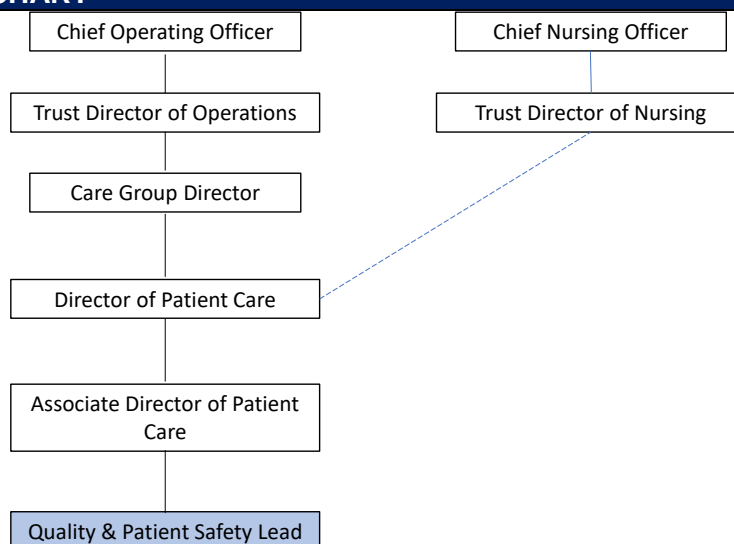 Chief Operating Officer
Chief Nursing Officer
Trust Director of Operations
Trust Director of Nursing
Care Group Director
Director of Patient Care
Associate Director of Patient
Care
Quality & Patient Safety Lead